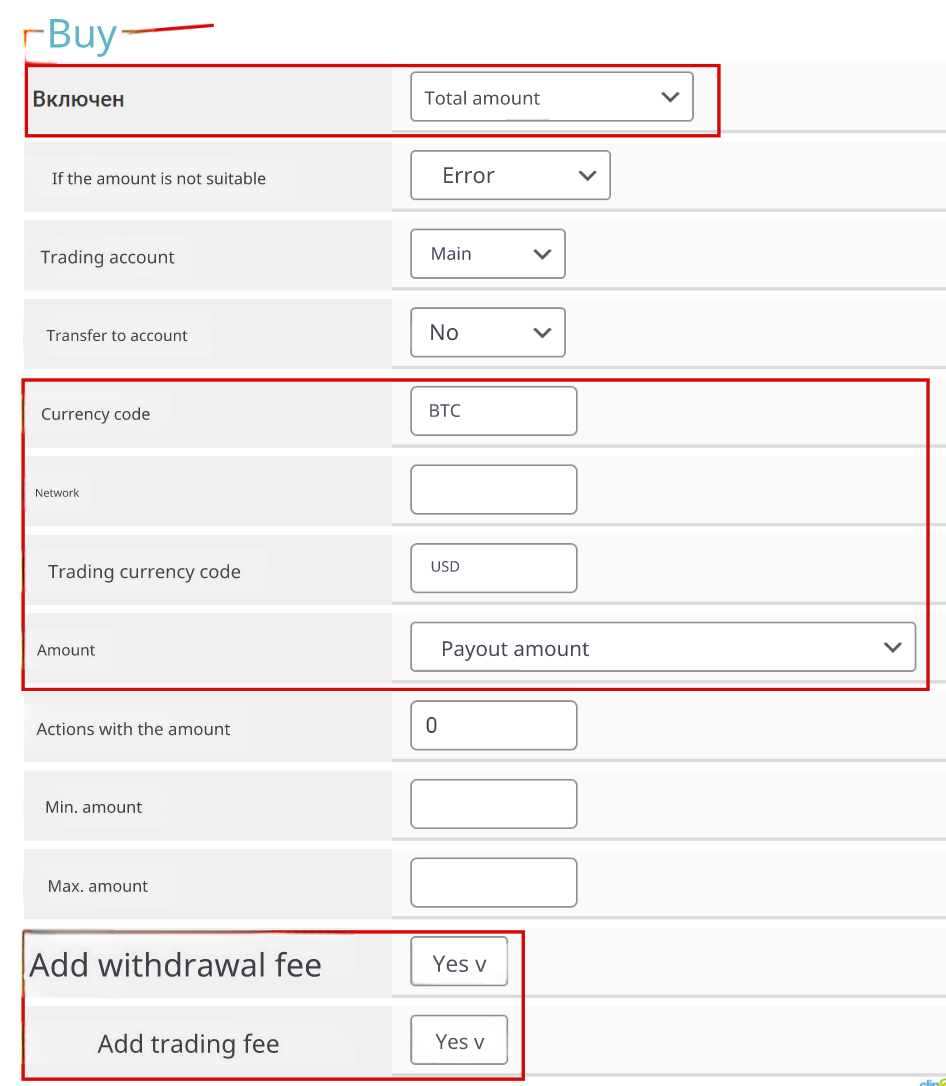 Buy
Включен Total amount
If the amount is not suitable Error
Trading account Main
Transfer to account No
Currency code BTC
Network
Trading currency code USD
Amount Payout amount
Actions with the amount 0
Min. amount
Max. amount
Add withdrawal fee Yes v
Add trading fee Yes v